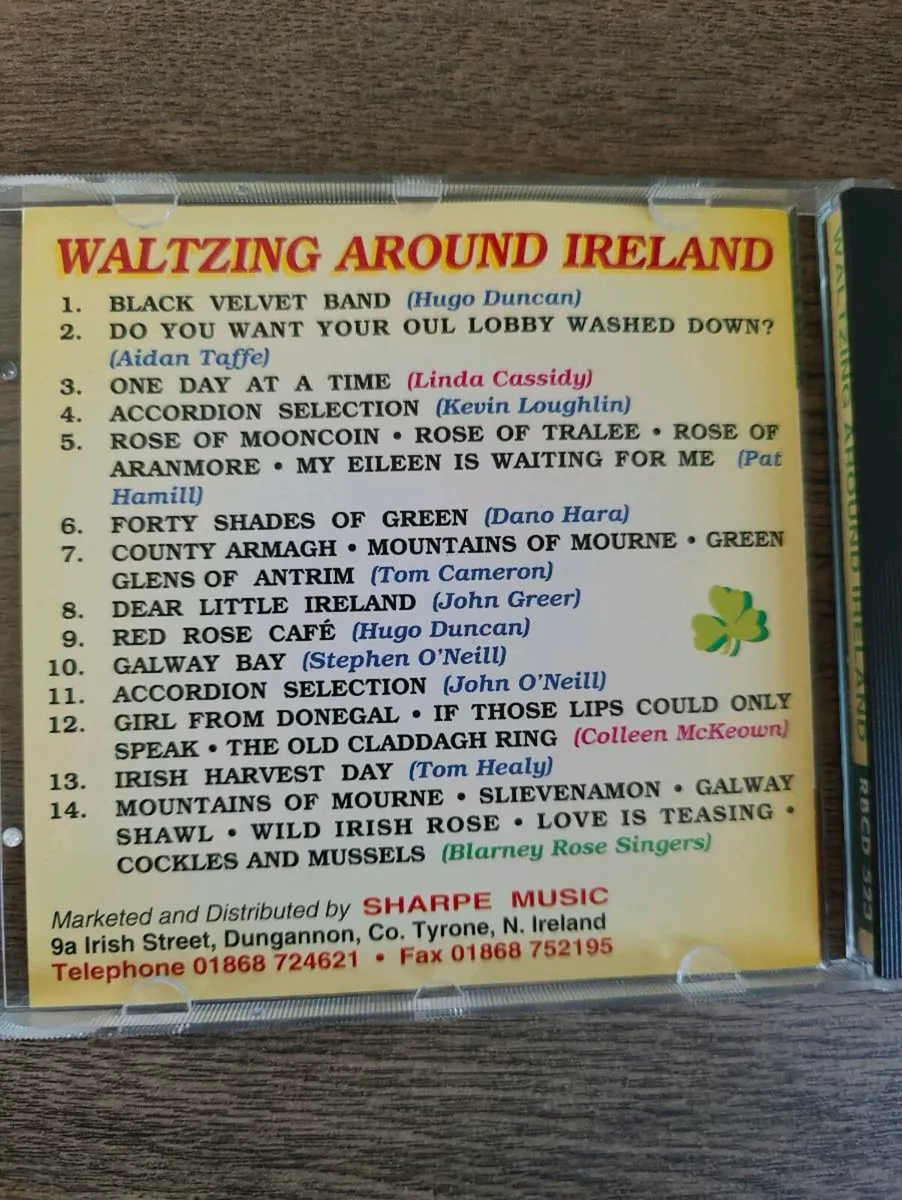 WALTZING AROUND IRELAND
1. BLACK VELVET BAND (Hugo Duncan)
2. DO YOU WANT YOUR OUL LOBBY WASHED DOWN?
(Aidan Taffe)
3. ONE DAY AT A TIME (Linda Cassidy)
4. ACCORDION SELECTION (Kevin Loughlin)
5. ROSE OF MOONCOIN • ROSE OF TRALEE • ROSE OF
ARANMORE • MY EILEEN IS WAITING FOR ME (Pat
Hamill)
6. FORTY SHADES OF GREEN (Dano Hara)
7. COUNTY ARMAGH • MOUNTAINS OF MOURNE • GREEN
GLENS OF ANTRIM (Tom Cameron)
8. DEAR LITTLE IRELAND (John Greer)
9. RED ROSE CAFÉ (Hugo Duncan)
10. GALWAY BAY (Stephen O'Neill)
11. ACCORDION SELECTION (John O'Neill)
12. GIRL FROM DONEGAL • IF THOSE LIPS COULD ONLY
SPEAK • THE OLD CLADDAGH RING (Colleen McKeown)
13. IRISH HARVEST DAY (Tom Healy)
14. MOUNTAINS OF MOURNE • SLIEVENAMON • GALWAY
SHAWL • WILD IRISH ROSE • LOVE IS TEASING •
COCKLES AND MUSSELS (Blarney Rose Singers)
Marketed and Distributed by SHARPE MUSIC
9a Irish Street, Dungannon, Co. Tyrone, N. Ireland
Telephone 01868 724621 • Fax 01868 752195
WALTZING AROUND IRELAND RBCD 523